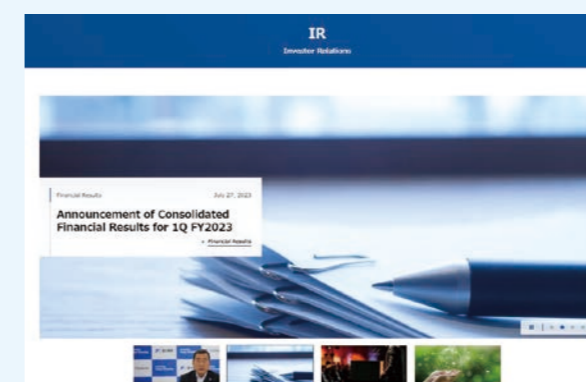 IR
Investor Relations
Financial Results
July 27, 2023
Announcement of Consolidated
Financial Results for 1Q FY2023
Financial Results